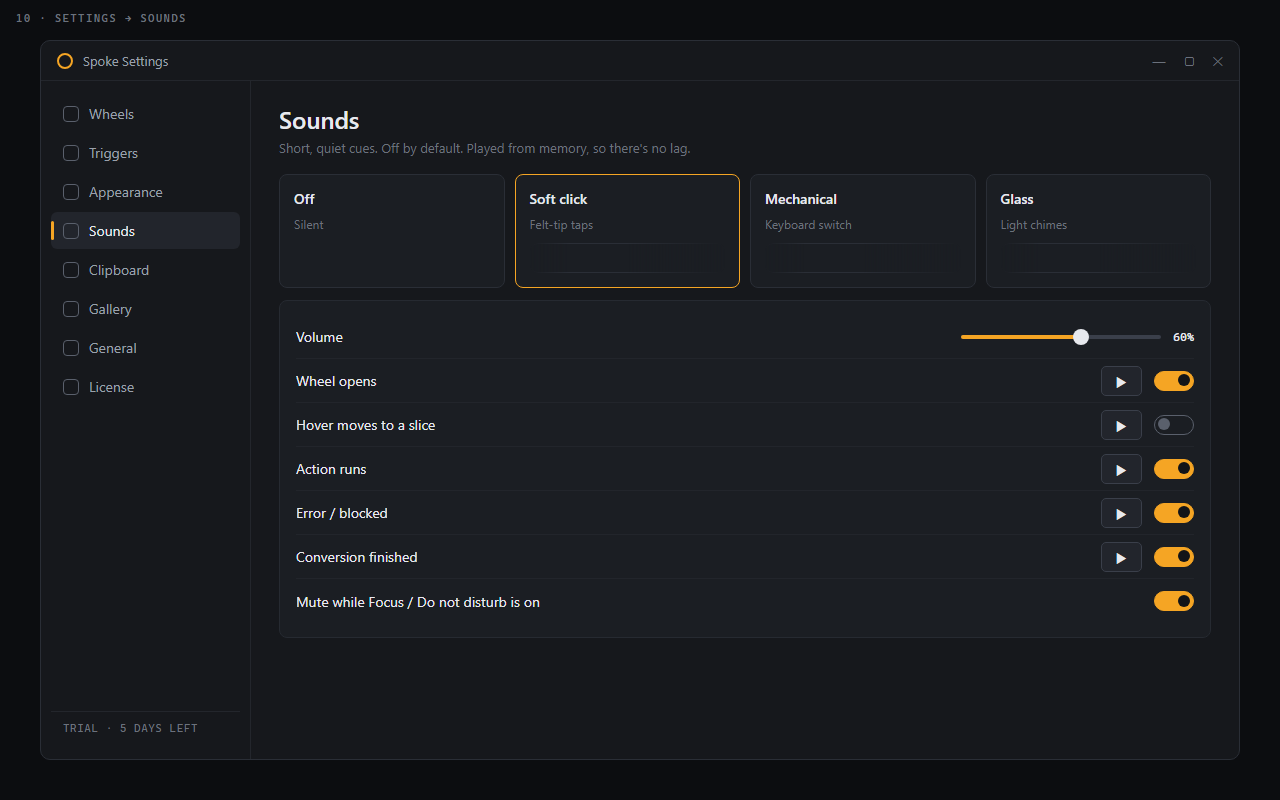 10 · SETTINGS → SOUNDS
Spoke Settings
Wheels
Triggers
Appearance
Sounds
Clipboard
Gallery
General
License
TRIAL · 5 DAYS LEFT
Sounds
Short, quiet cues. Off by default. Played from memory, so there's no lag.
Off
Silent
Soft click
Felt-tip taps
Mechanical
Keyboard switch
Glass
Light chimes
Volume 60%
Wheel opens
Hover moves to a slice
Action runs
Error / blocked
Conversion finished
Mute while Focus / Do not disturb is on